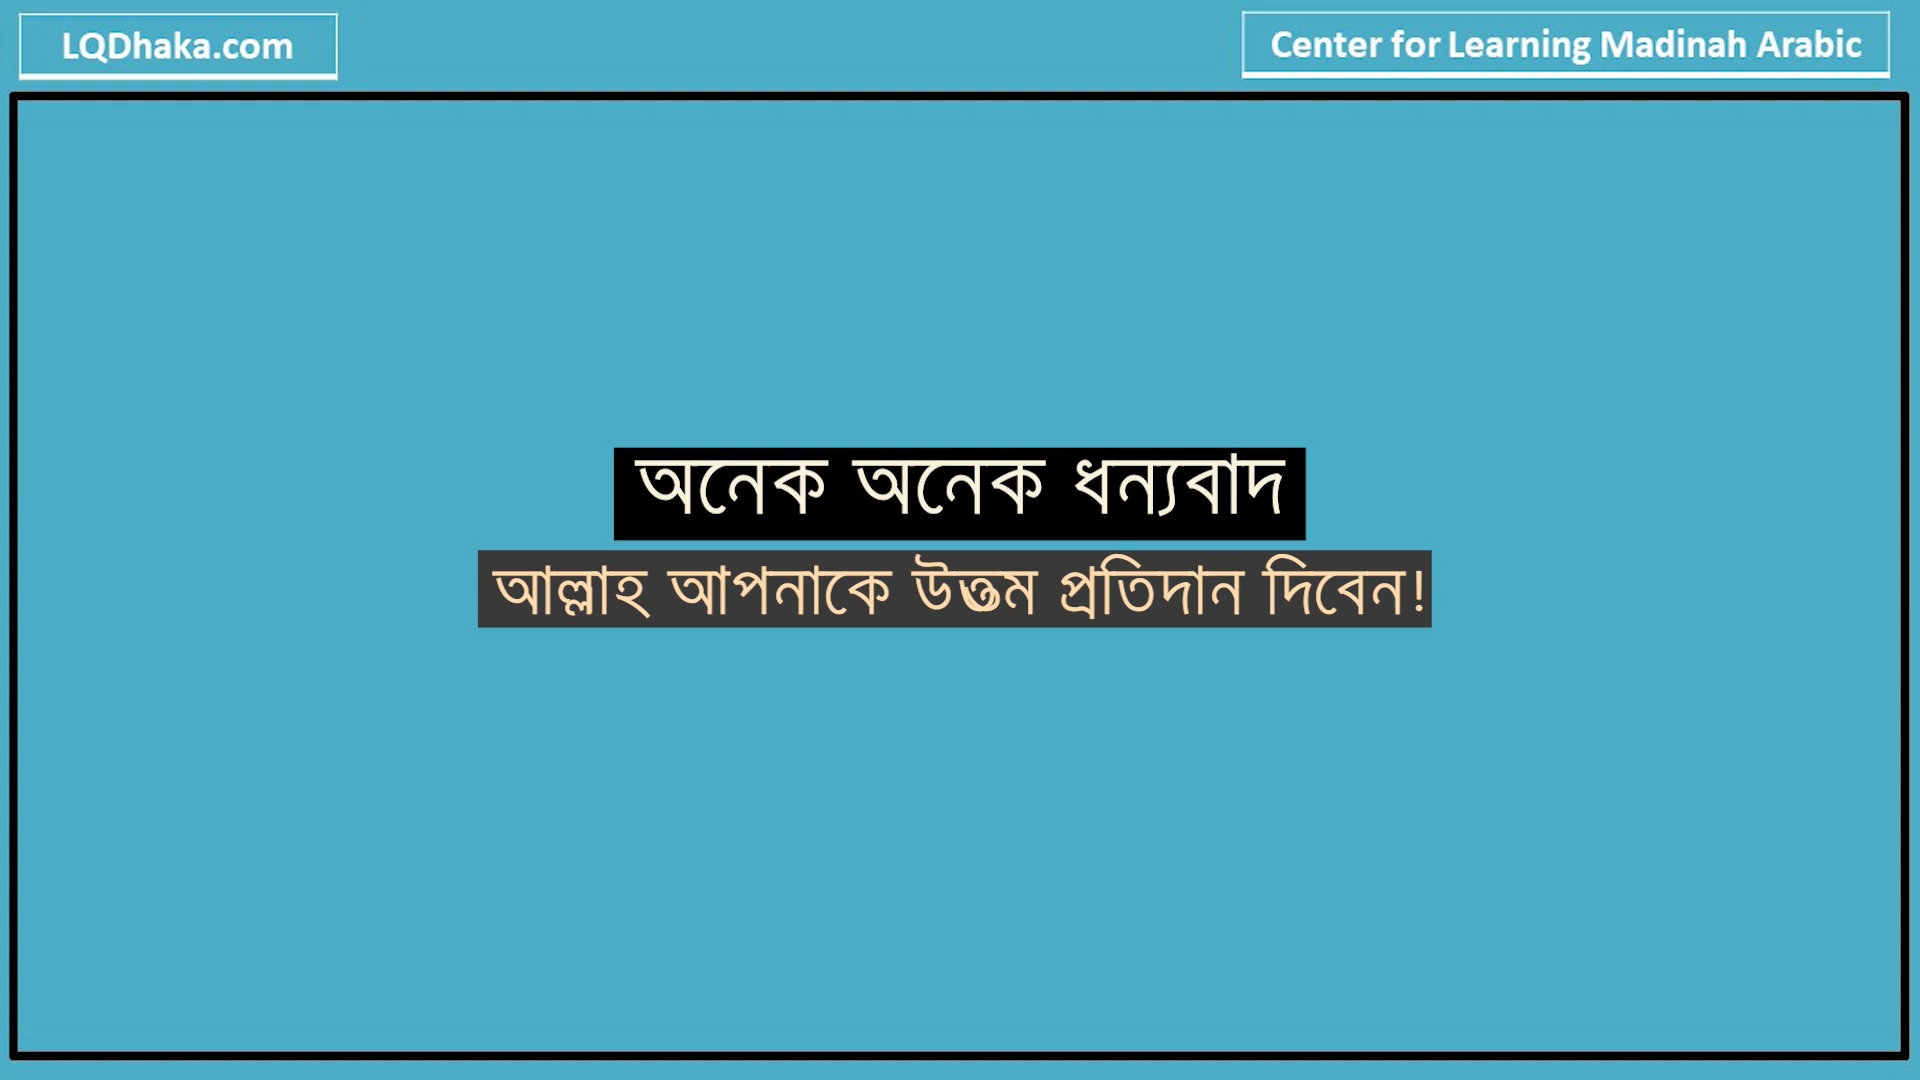 LQDhaka.com
Center for Learning Madinah Arabic
অনেক অনেক ধন্যবাদ
আল্লাহ আপনাকে উত্তম প্রতিদান দিবেন!